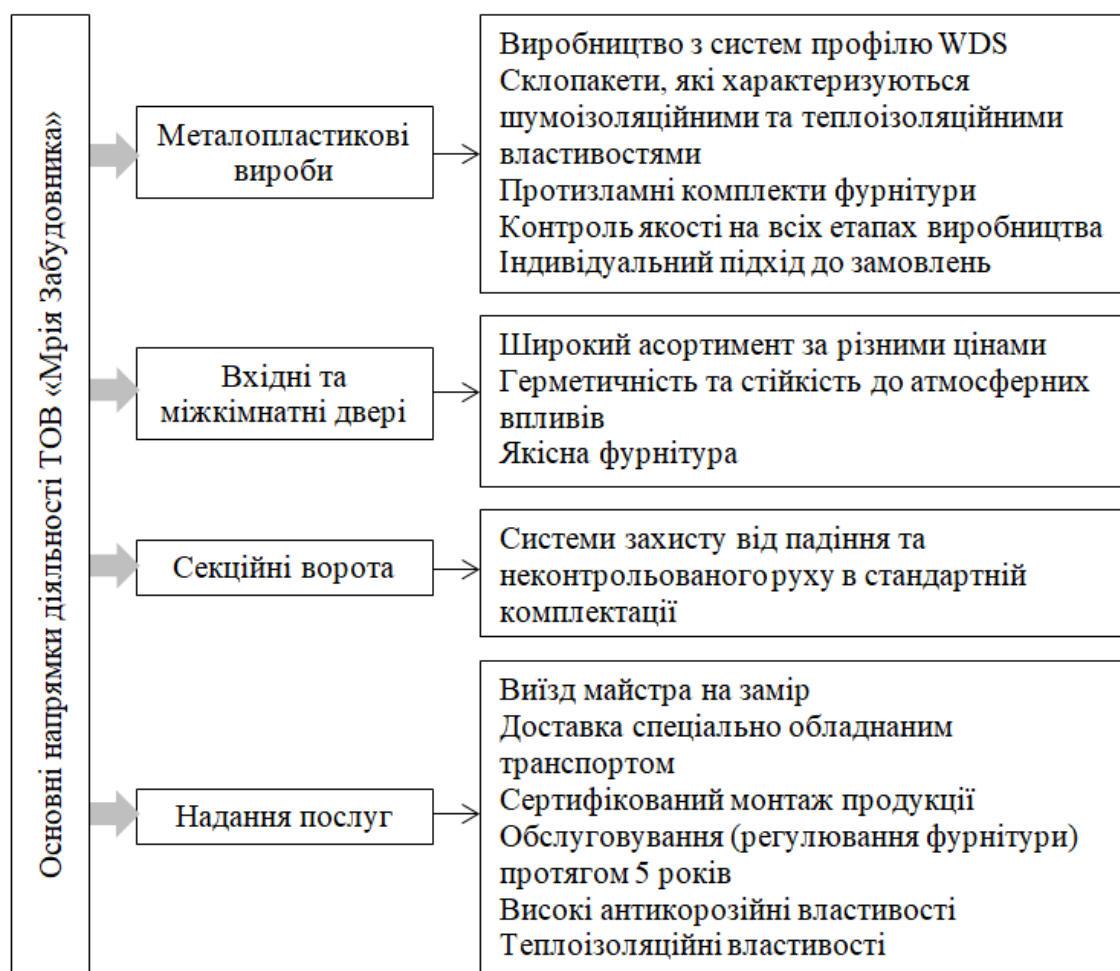 Основні напрямки діяльності ТОВ «Мрія Забудовника»
Металопластикові
вироби
Виробництво з систем профілю WDS
Склопакети, які характеризуються
шумоізоляційними та теплоізоляційними
властивостями
Протизламні комплекти фурнітури
Контроль якості на всіх етапах виробництва
Індивідуальний підхід до замовлень
Вхідні та
міжкімнатні двері
Широкий асортимент за різними цінами
Герметичність та стійкість до атмосферних
впливів
Якісна фурнітура
Секційні ворота
Системи захисту від падіння та
неконтрольованого руху в стандартній
комплектації
Надання послуг
Виїзд майстра на замір
Доставка спеціально обладнаним
транспортом
Сертифікований монтаж продукції
Обслуговування (регулювання фурнітури)
протягом 5 років
Високі антикорозійні властивості
Теплоізоляційні властивості